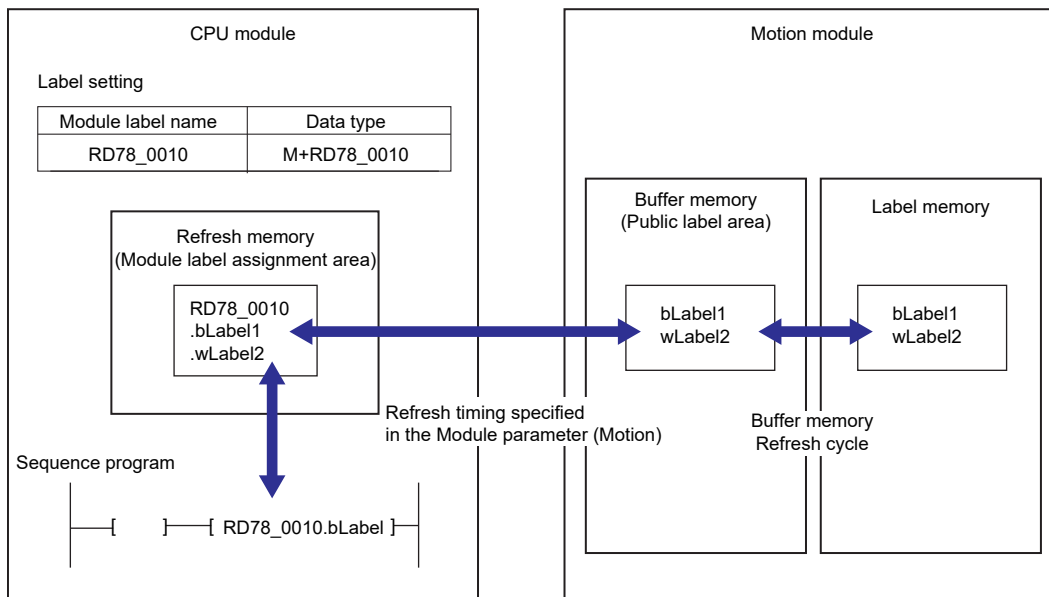 CPU module
Label setting
Module label name
Data type
RD78_0010
M+RD78_0010
Refresh memory
(Module label assignment area)
RD78_0010
.bLabel1
.wLabel2
Sequence program
[ ] [ RD78_0010.bLabel ]
Refresh timing specified
in the Module parameter (Motion)
Motion module
Buffer memory
(Public label area)
bLabel1
wLabel2
Label memory
bLabel1
wLabel2
Buffer memory
Refresh cycle